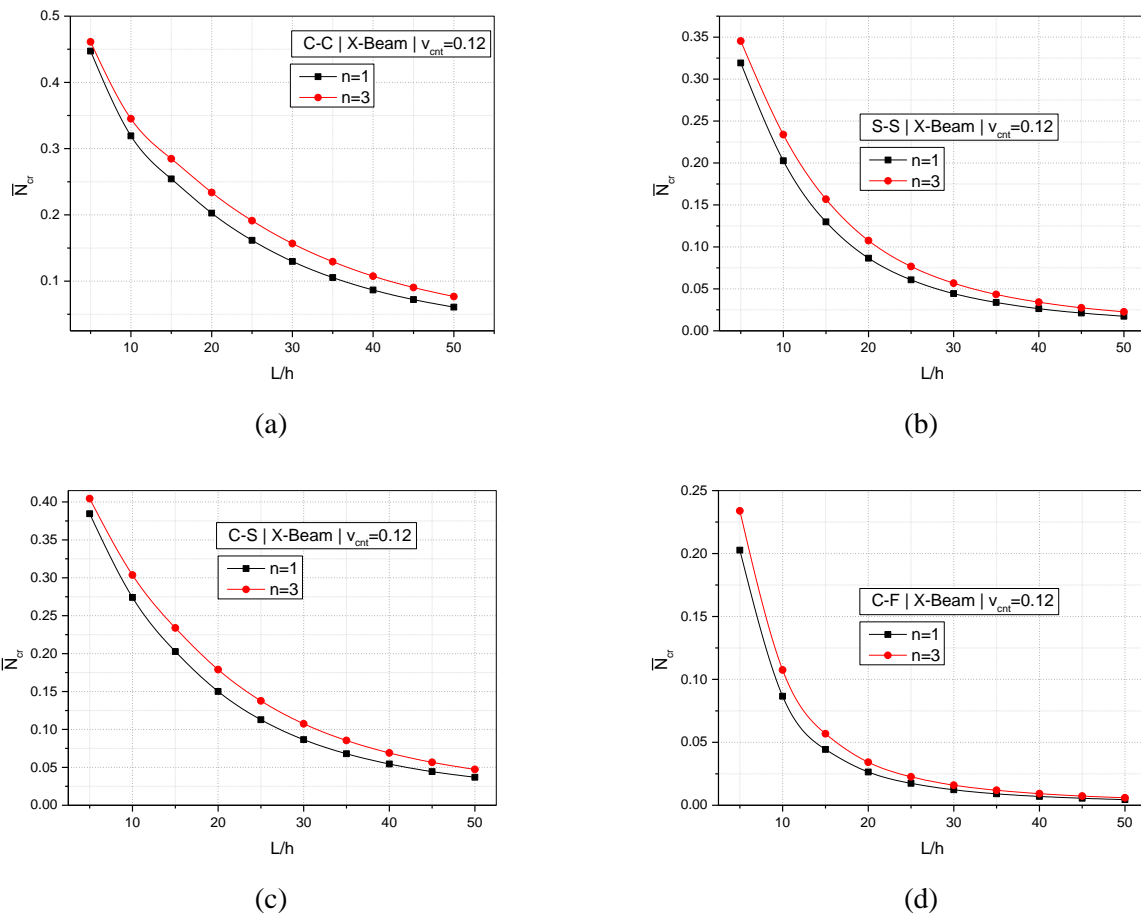 0.5
0.4
0.3
0.2
0.1
N̅cr
C-C | X-Beam | vcnt=0.12
n=1
n=3
10 20 30 40 50
L/h
(a)
0.35
0.30
0.25
0.20
0.15
0.10
0.05
0.00
N̅cr
S-S | X-Beam | vcnt=0.12
n=1
n=3
10 20 30 40 50
L/h
(b)
0.40
0.35
0.30
0.25
0.20
0.15
0.10
0.05
0.00
N̅cr
C-S | X-Beam | vcnt=0.12
n=1
n=3
10 20 30 40 50
L/h
(c)
0.25
0.20
0.15
0.10
0.05
0.00
N̅cr
C-F | X-Beam | vcnt=0.12
n=1
n=3
10 20 30 40 50
L/h
(d)